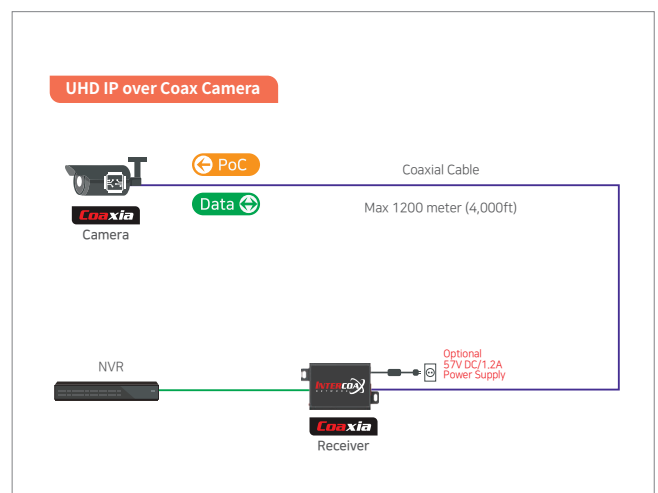 UHD IP over Coax Camera
PoC
Coaxial Cable
Data
Max 1200 meter (4,000ft)
Coaxia
Camera
NVR
INTERCOAX
NETWORK
Optional
57V DC/1.2A
Power Supply
Coaxia
Receiver